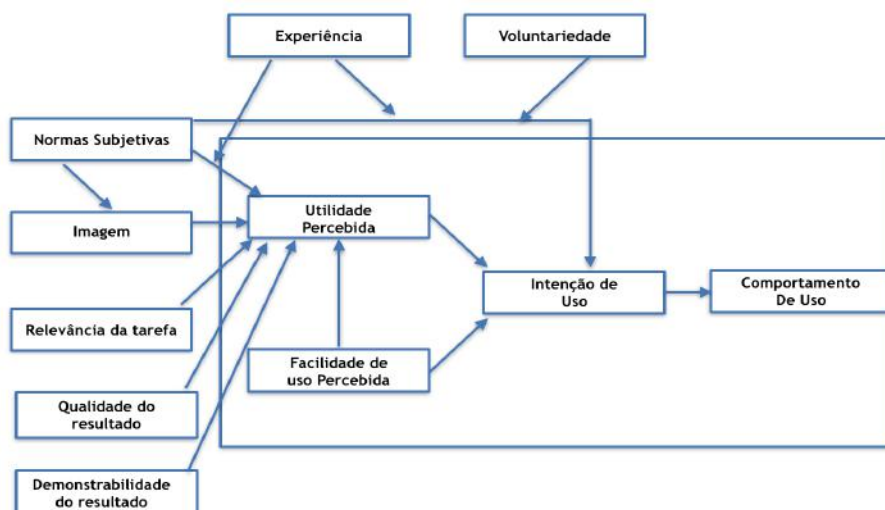 Experiência
Voluntariedade
Normas Subjetivas
Imagem
Utilidade
Percebida
Intenção de
Uso
Comportamento
De Uso
Relevância da tarefa
Facilidade de
uso Percebida
Qualidade do
resultado
Demonstrabilidade
do resultado